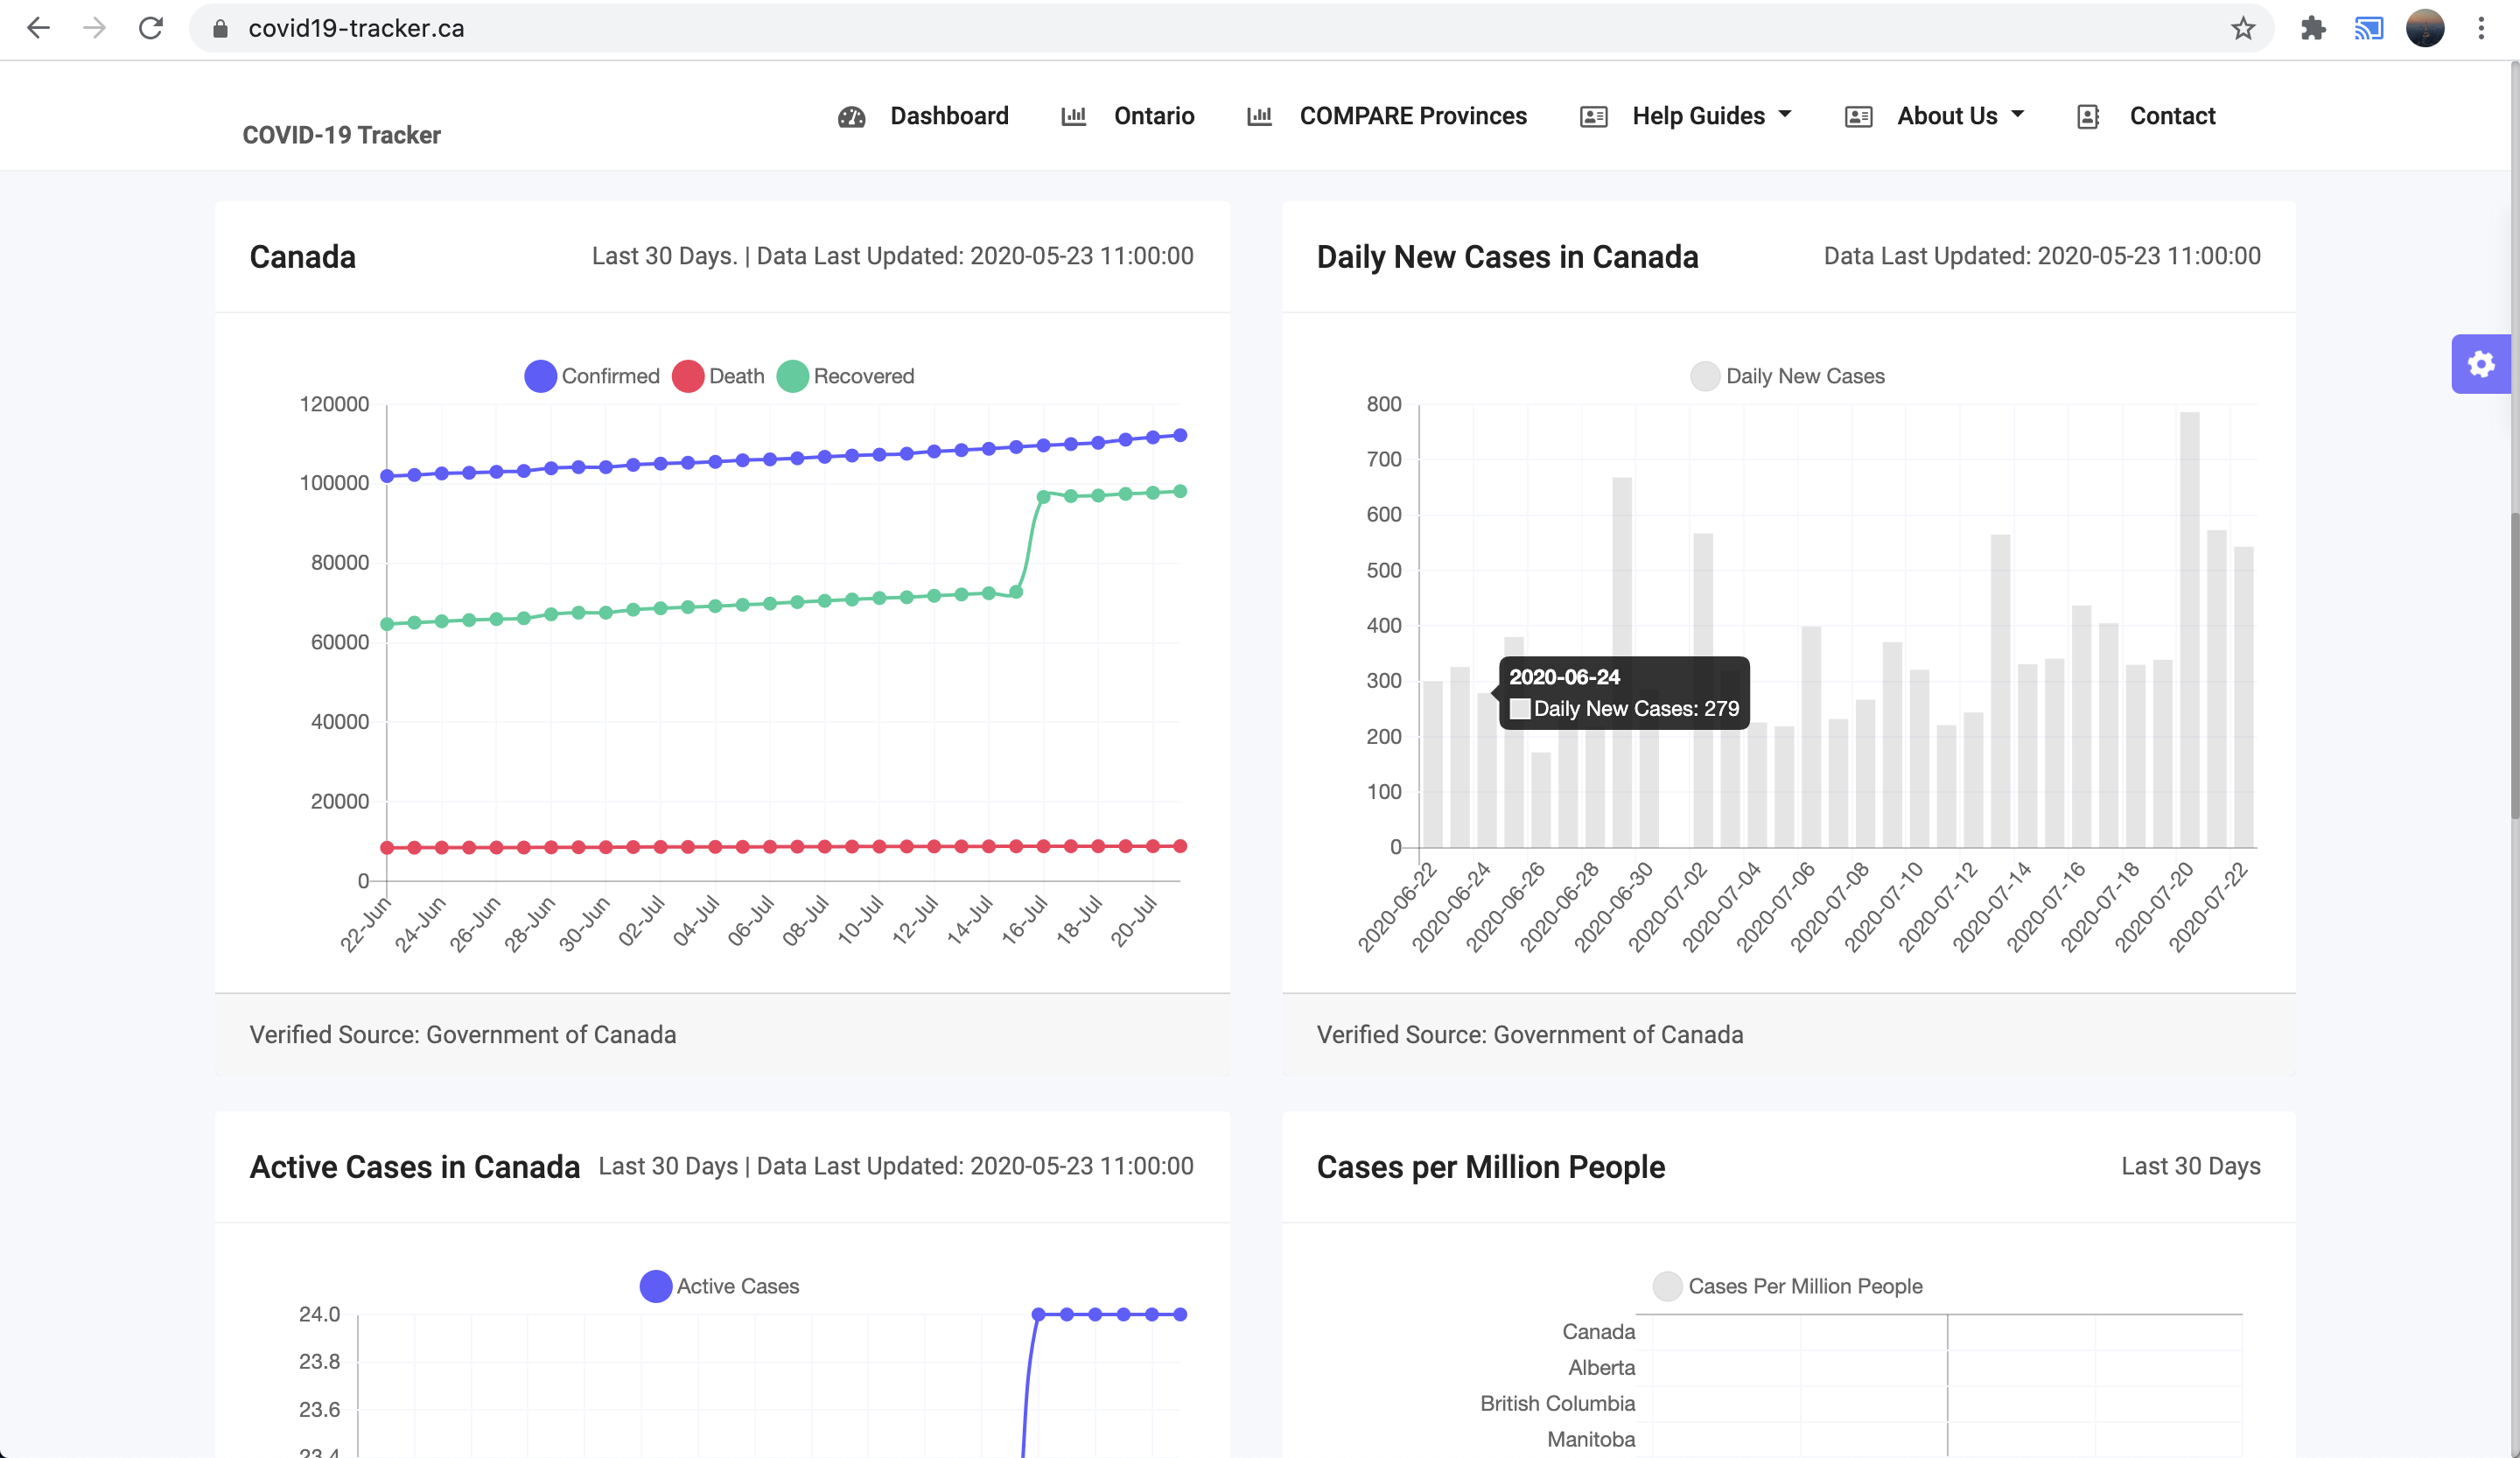 covid19-tracker.ca
COVID-19 Tracker
Dashboard
Ontario
COMPARE Provinces
Help Guides
About Us
Contact
Canada
Last 30 Days. | Data Last Updated: 2020-05-23 11:00:00
Confirmed
Death
Recovered
120000
100000
80000
60000
40000
20000
0
22-Jun
24-Jun
26-Jun
28-Jun
30-Jun
02-Jul
04-Jul
06-Jul
08-Jul
10-Jul
12-Jul
14-Jul
16-Jul
18-Jul
20-Jul
Verified Source: Government of Canada
Daily New Cases in Canada
Data Last Updated: 2020-05-23 11:00:00
Daily New Cases
800
700
600
500
400
300
200
100
0
2020-06-24
Daily New Cases: 279
2020-06-22
2020-06-24
2020-06-26
2020-06-28
2020-06-30
2020-07-02
2020-07-04
2020-07-06
2020-07-08
2020-07-10
2020-07-12
2020-07-14
2020-07-16
2020-07-18
2020-07-20
2020-07-22
Verified Source: Government of Canada
Active Cases in Canada
Last 30 Days | Data Last Updated: 2020-05-23 11:00:00
Active Cases
24.0
23.8
23.6
23.4
Cases per Million People
Last 30 Days
Cases Per Million People
Canada
Alberta
British Columbia
Manitoba